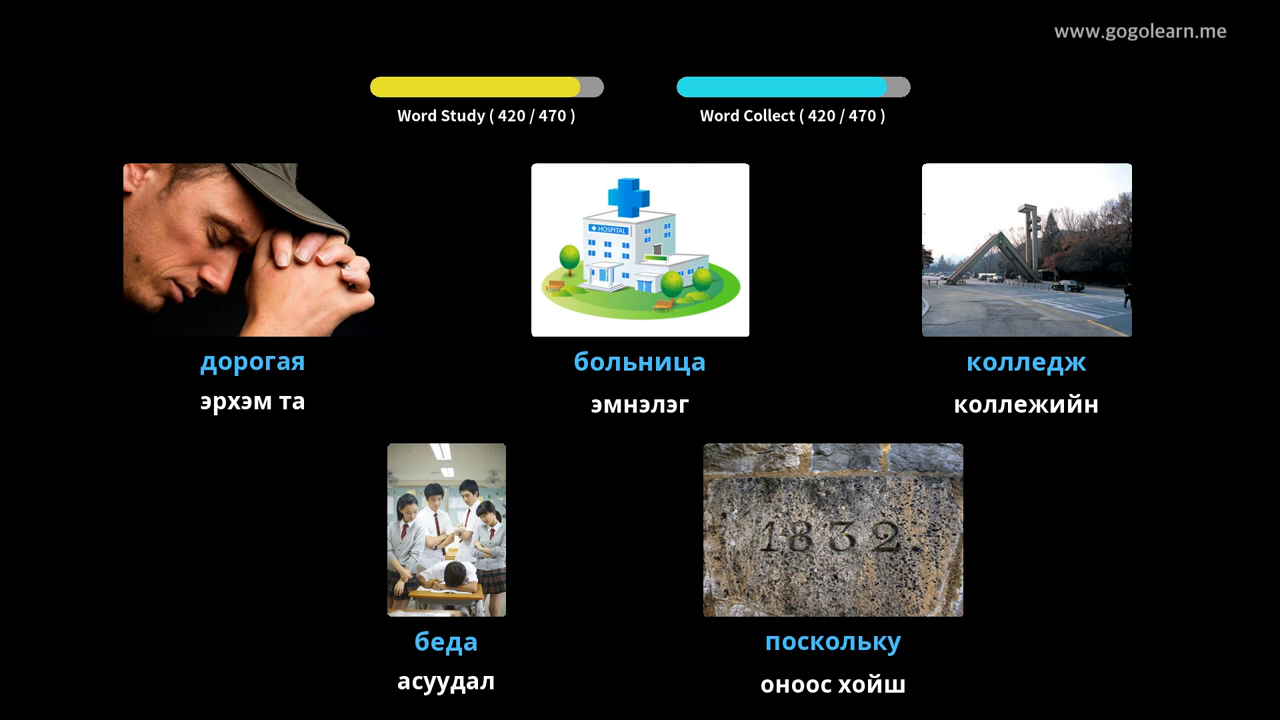 www.gogolearn.me
Word Study ( 420 / 470 )
Word Collect ( 420 / 470 )
HOSPITAL
дорогая
эрхэм та
больница
эмнэлэг
колледж
коллежийн
1832.
беда
асуудал
поскольку
оноос хойш